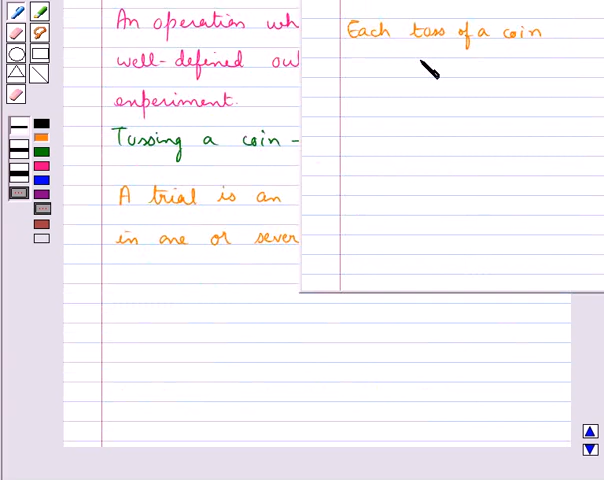 An operation wh
well-defined ou
experiment.
Tossing a coin -
A trial is an
in one or sever
Each toss of a coin